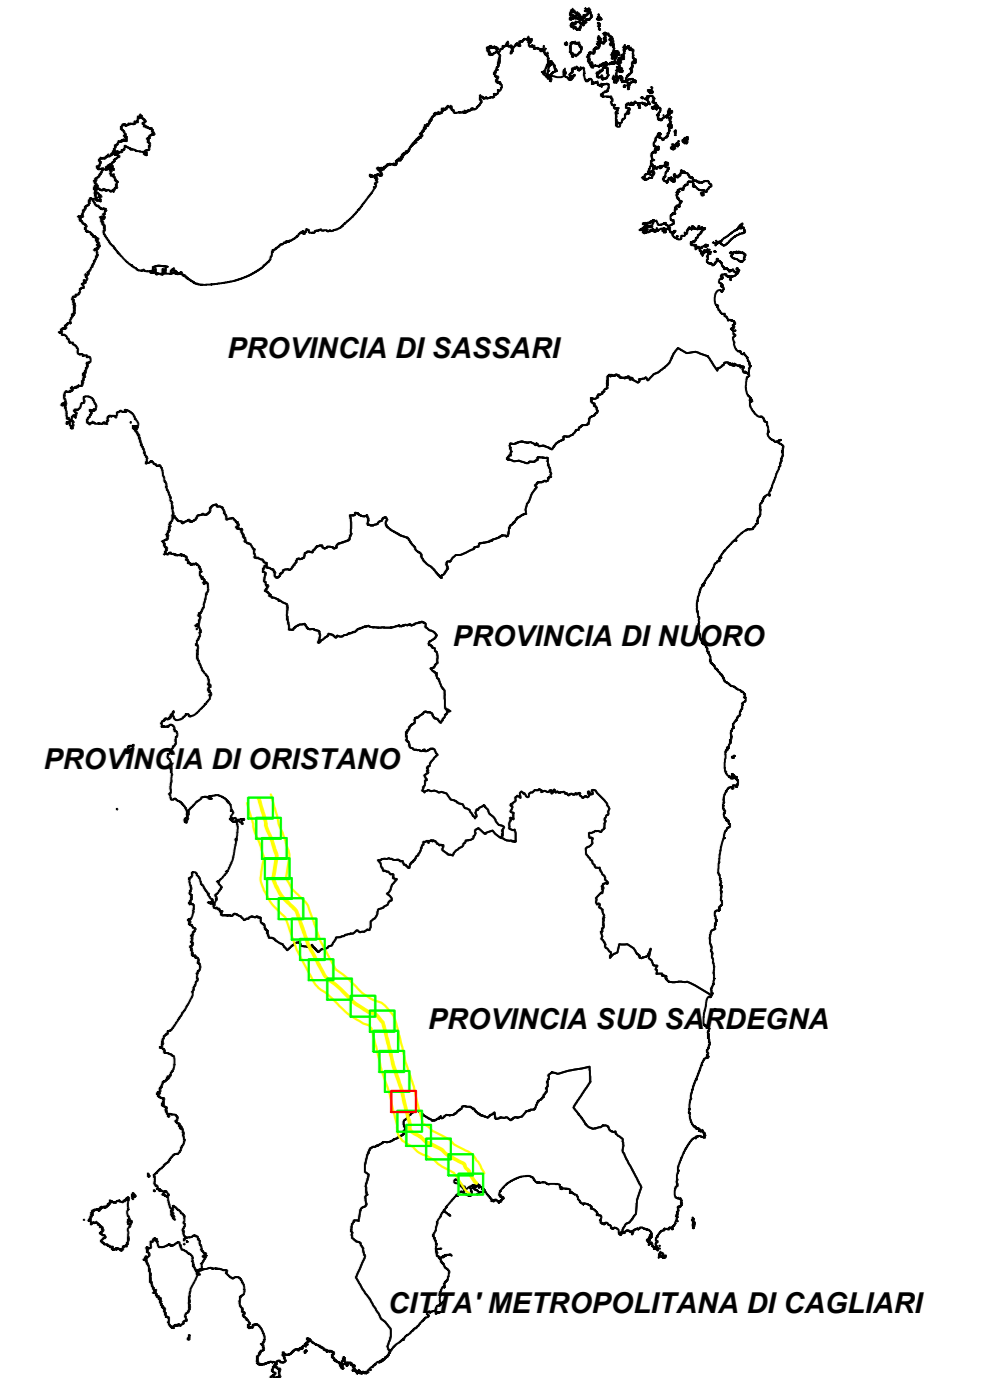 PROVINCIA DI SASSARI
PROVINCIA DI NUORO
PROVINCIA DI ORISTANO
PROVINCIA SUD SARDEGNA
CITTA' METROPOLITANA DI CAGLIARI